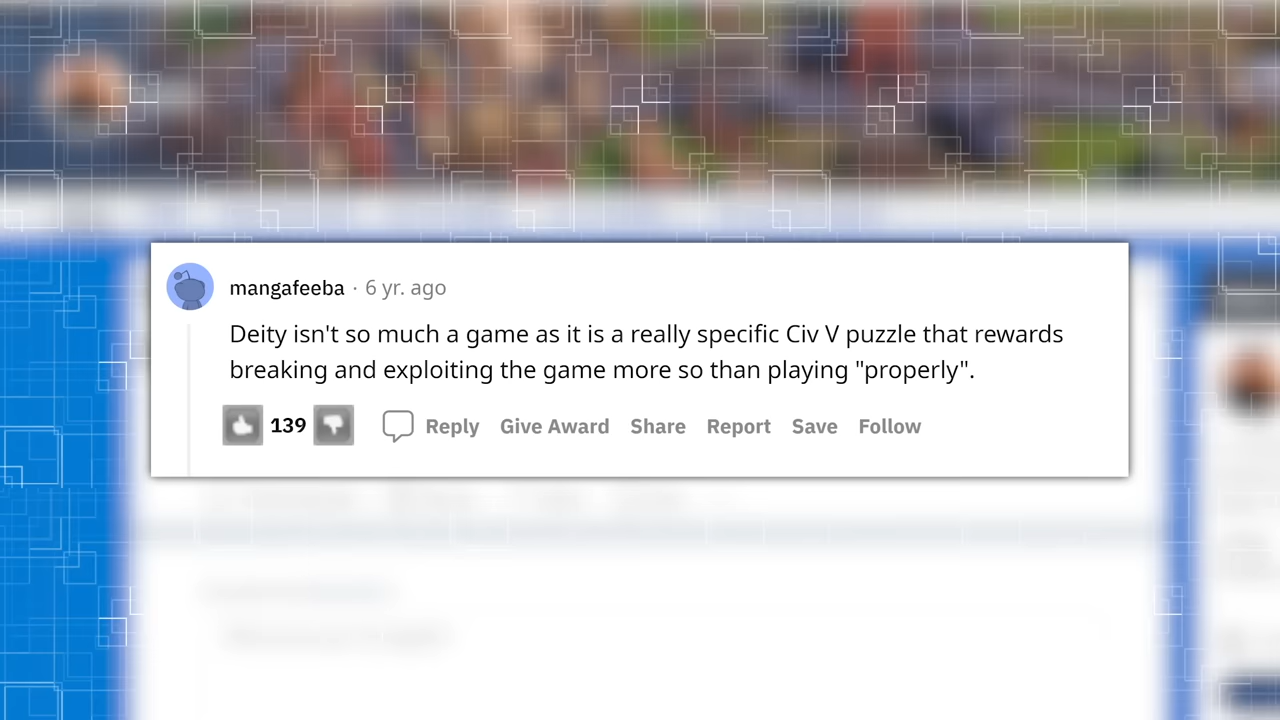 mangafeeba · 6 yr. ago
Deity isn't so much a game as it is a really specific Civ V puzzle that rewards
breaking and exploiting the game more so than playing "properly".
139 Reply Give Award Share Report Save Follow